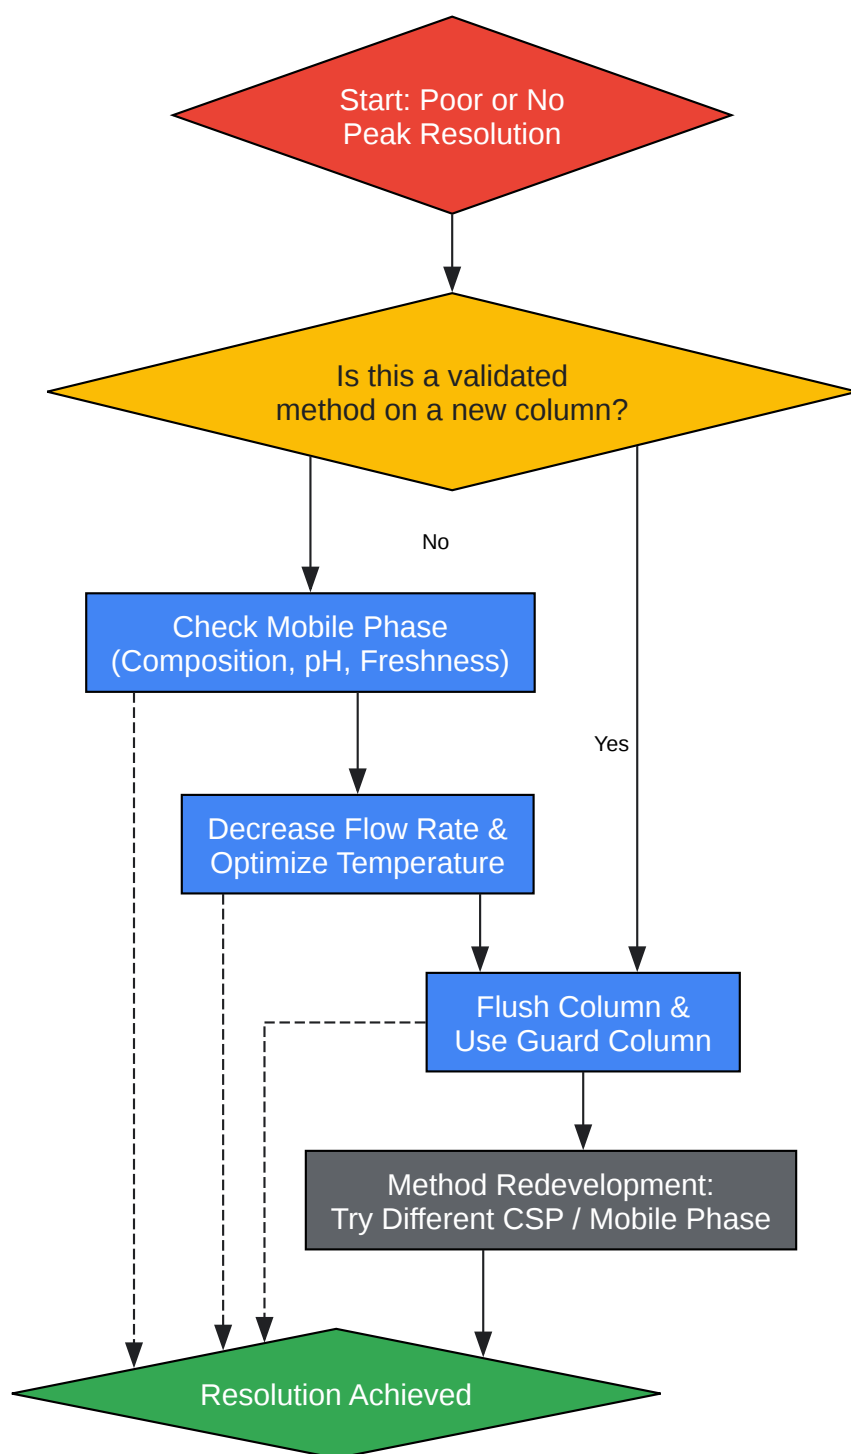 Start: Poor or No
Peak Resolution
Is this a validated
method on a new column?
No
Check Mobile Phase
(Composition, pH, Freshness)
Yes
Decrease Flow Rate &
Optimize Temperature
Flush Column &
Use Guard Column
Method Redevelopment:
Try Different CSP / Mobile Phase
Resolution Achieved